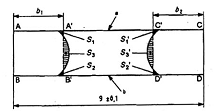 b₁ b₂
a
A A' C' C
S₁ S₁'
S₃ S₃'
S₂ S₂'
B B' D' D
b
9 ±0,1